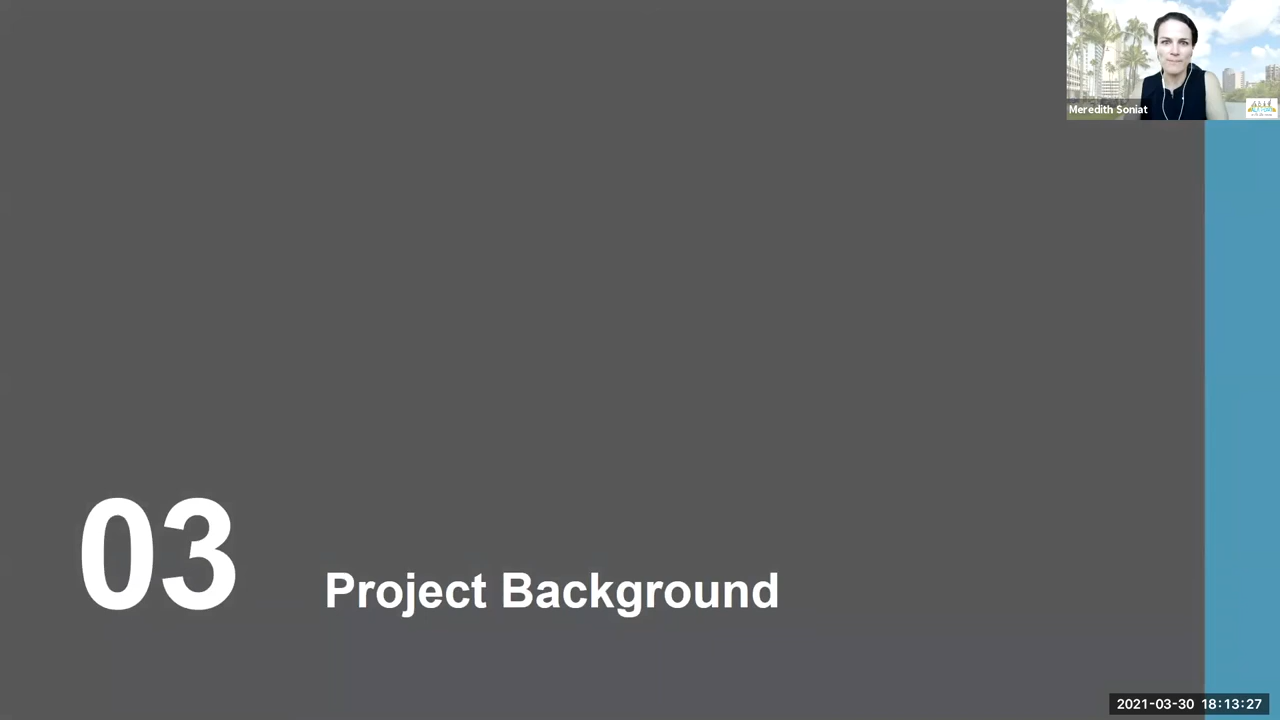 Meredith Soniat
03
Project Background
2021-03-30 18:13:27